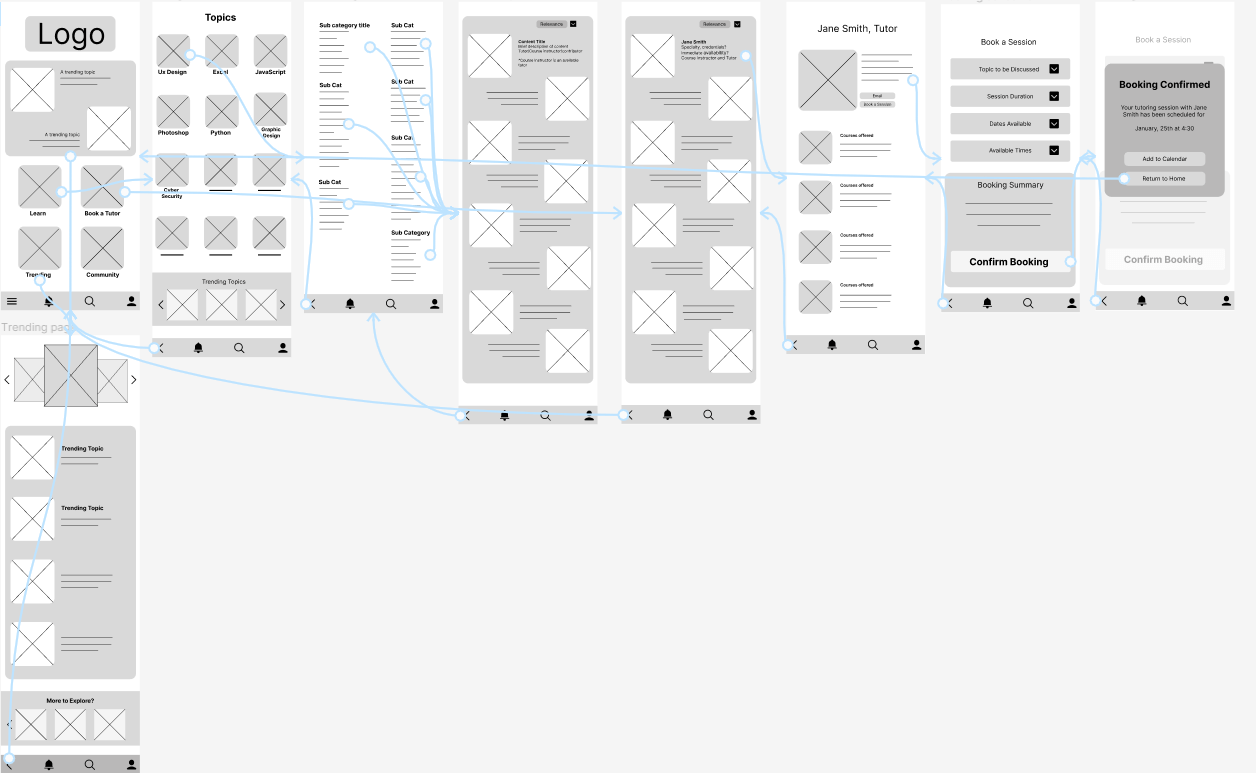 Logo
A trending topic
A trending topic
Learn
Book a Tutor
Trending
Community
Trending pag
Trending Topic
Trending Topic
More to Explore?
Topics
Ux Design
Excel
JavaScript
Photoshop
Python
Graphic
Design
Cyber
Security
Trending Topics
Sub category title
Sub Cat
Sub Cat
Sub Cat
Sub Cat
Sub Cat
Sub Category
Relevance
Content Title
Brief description of content
Tutor/Course Instructor/contributor
*Course Instructor is an available
tutor
Relevance
Jane Smith
Specialty, credentials?
Immediate availability?
Course Instructor and Tutor
Jane Smith, Tutor
Email
Book a Session
Courses offered
Courses offered
Courses offered
Courses offered
Book a Session
Topic to be Discussed
Session Duration
Dates Available
Available Times
Booking Summary
Confirm Booking
Book a Session
Booking Confirmed
Your tutoring session with Jane
Smith has been scheduled for
January, 25th at 4:30
Add to Calendar
Return to Home
Confirm Booking